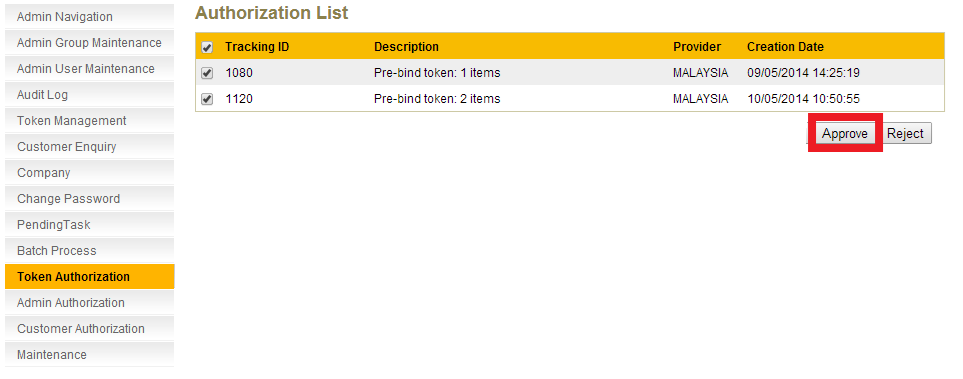 Admin Navigation
Admin Group Maintenance
Admin User Maintenance
Audit Log
Token Management
Customer Enquiry
Company
Change Password
PendingTask
Batch Process
Token Authorization
Admin Authorization
Customer Authorization
Maintenance
Authorization List
Tracking ID Description Provider Creation Date
1080 Pre-bind token: 1 items MALAYSIA 09/05/2014 14:25:19
1120 Pre-bind token: 2 items MALAYSIA 10/05/2014 10:50:55
Approve Reject